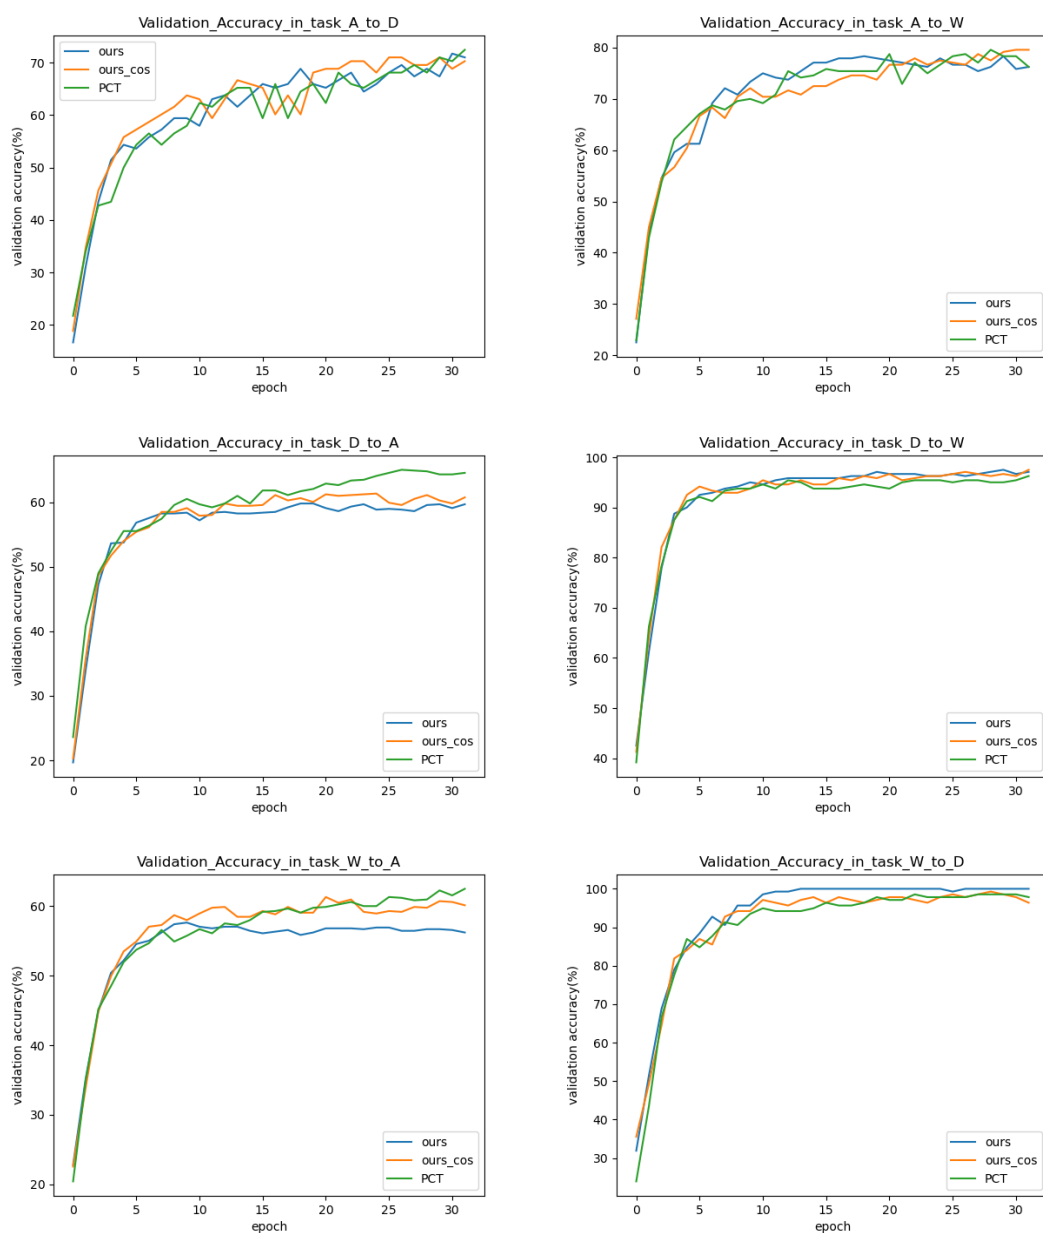 Validation_Accuracy_in_task_A_to_D
validation accuracy(%)
70
60
50
40
30
20
ours
ours_cos
PCT
0 5 10 15 20 25 30
epoch
Validation_Accuracy_in_task_A_to_W
validation accuracy(%)
80
70
60
50
40
30
20
ours
ours_cos
PCT
0 5 10 15 20 25 30
epoch
Validation_Accuracy_in_task_D_to_A
validation accuracy(%)
60
50
40
30
20
ours
ours_cos
PCT
0 5 10 15 20 25 30
epoch
Validation_Accuracy_in_task_D_to_W
validation accuracy(%)
100
90
80
70
60
50
40
ours
ours_cos
PCT
0 5 10 15 20 25 30
epoch
Validation_Accuracy_in_task_W_to_A
validation accuracy(%)
60
50
40
30
20
ours
ours_cos
PCT
0 5 10 15 20 25 30
epoch
Validation_Accuracy_in_task_W_to_D
validation accuracy(%)
100
90
80
70
60
50
40
30
ours
ours_cos
PCT
0 5 10 15 20 25 30
epoch